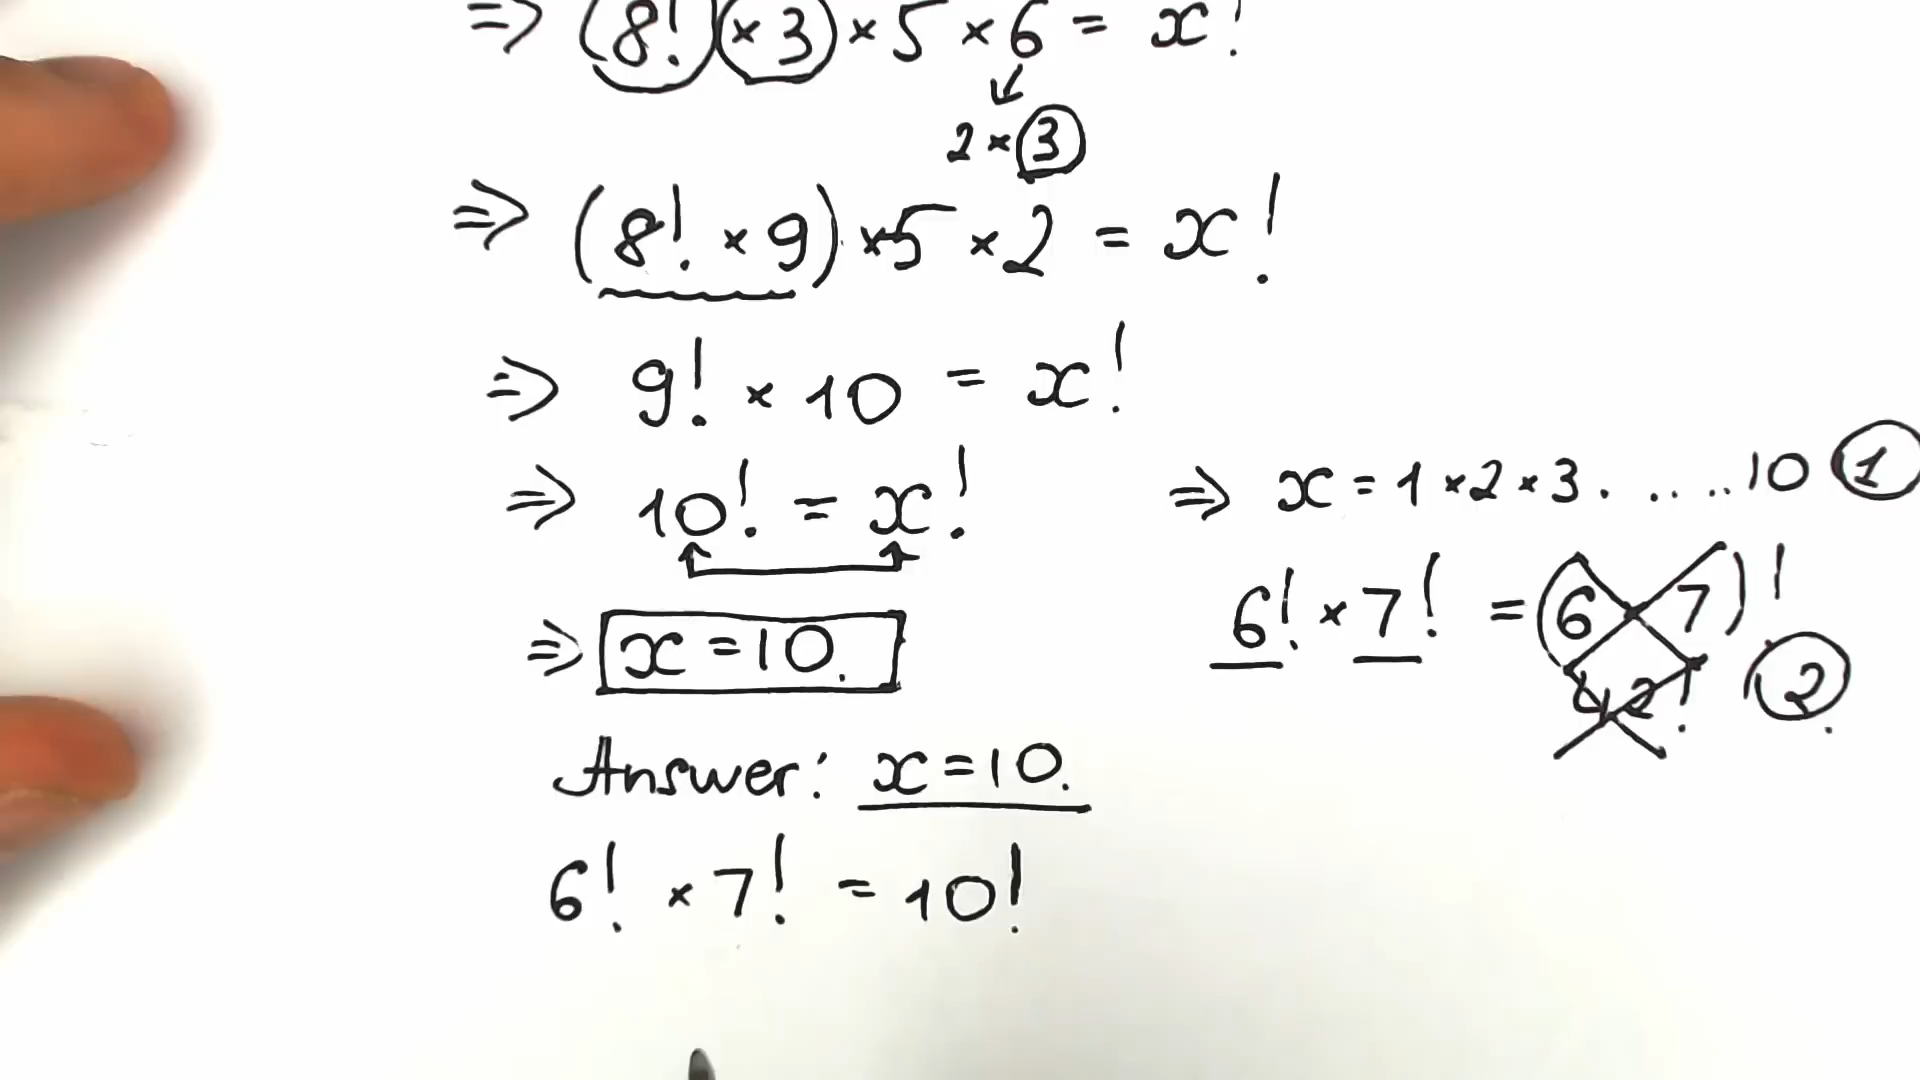 ⇒ (8! × 3) × 5 × 6 = x!
2 × 3
⇒ (8! × 9) × 5 × 2 = x!
⇒ 9! × 10 = x!
⇒ 10! = x!
⇒ x = 10.
Answer: x = 10.
6! × 7! = 10!
⇒ x = 1 × 2 × 3 . . . . . 10 1
6! × 7! = (6 7)!
42! 2.